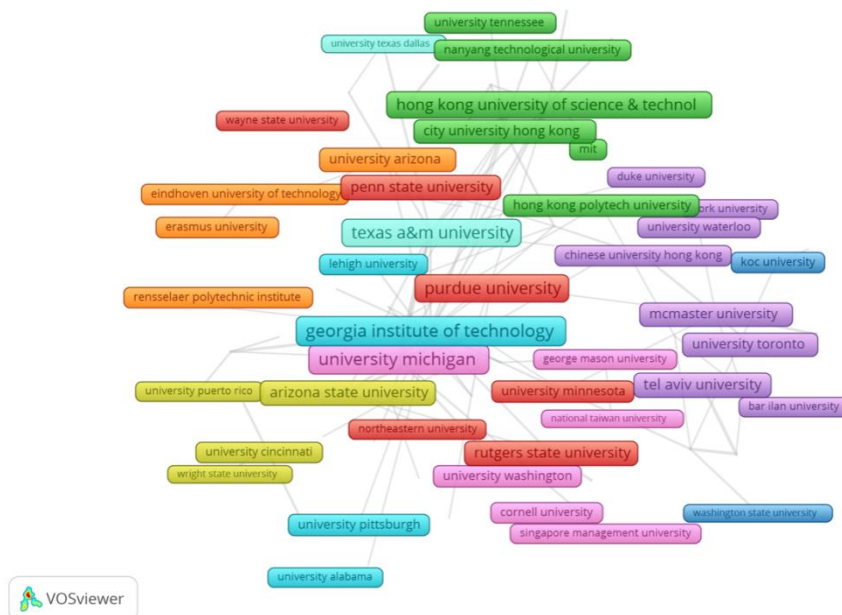 university tennessee
university texas dallas
nanyang technological university
hong kong university of science & technol
wayne state university
city university hong kong
mit
university arizona
duke university
penn state university
eindhoven university of technology
hong kong polytech university
ork university
erasmus university
texas a&m university
university waterloo
chinese university hong kong
koc university
lehigh university
purdue university
rensselaer polytechnic institute
mcmaster university
georgia institute of technology
university toronto
university michigan
george mason university
tel aviv university
university puerto rico
arizona state university
university minnesota
bar ilan university
national taiwan university
northeastern university
university cincinnati
rutgers state university
wright state university
university washington
cornell university
washington state university
university pittsburgh
singapore management university
university alabama
VOSviewer